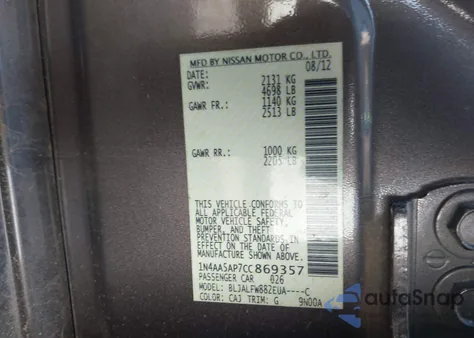 MFD BY NISSAN MOTOR CO., LTD.
DATE: 08/12
GVWR: 2131 KG
4698 LB
GAWR FR.: 1140 KG
2513 LB
GAWR RR.: 1000 KG
2205 LB
THIS VEHICLE CONFORMS TO
ALL APPLICABLE FEDERAL
MOTOR VEHICLE SAFETY,
BUMPER, AND THEFT
PREVENTION STANDARDS IN
EFFECT ON THE DATE OF
MANUFACTURE SHOWN ABOVE.
1N4AA5AP7CC869357
PASSENGER CAR 026
MODEL: BLJALFW882EUA----C
COLOR: CAJ TRIM: G 9N00A
autoSnap